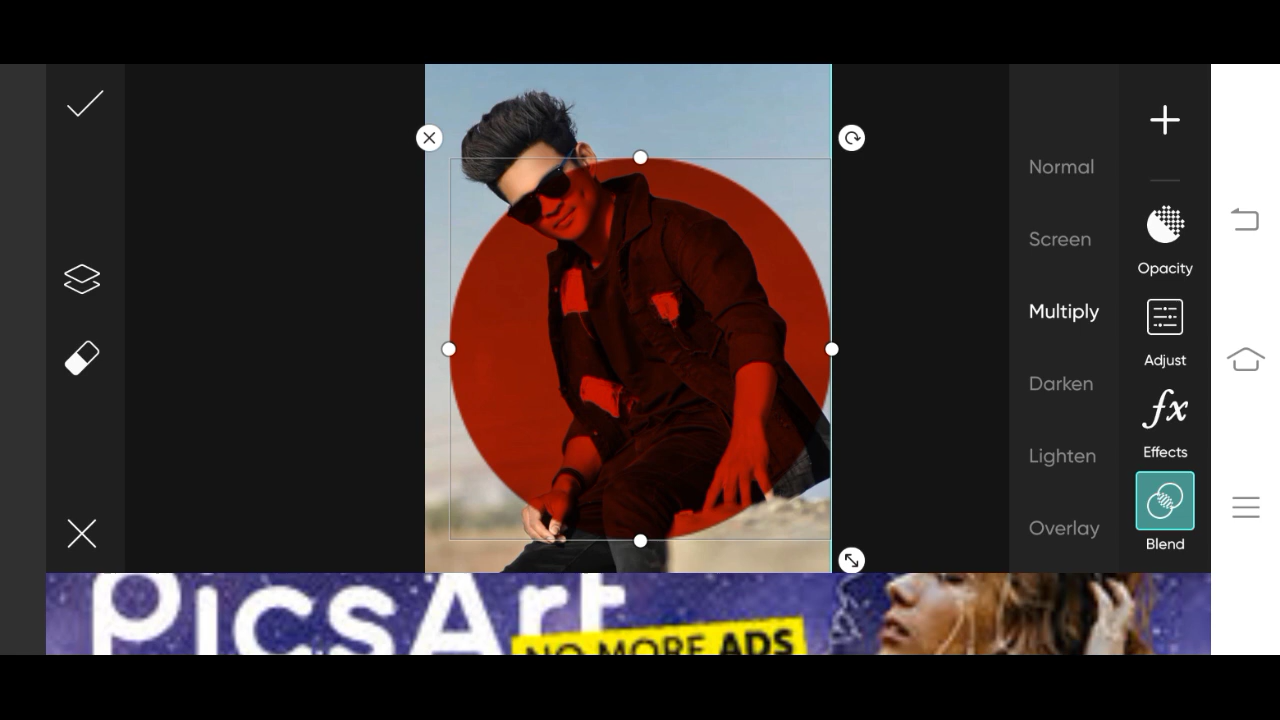 Normal
Screen
Multiply
Darken
Lighten
Overlay
Opacity
Adjust
fx
Effects
Blend
PicsArt
NO MORE ADS